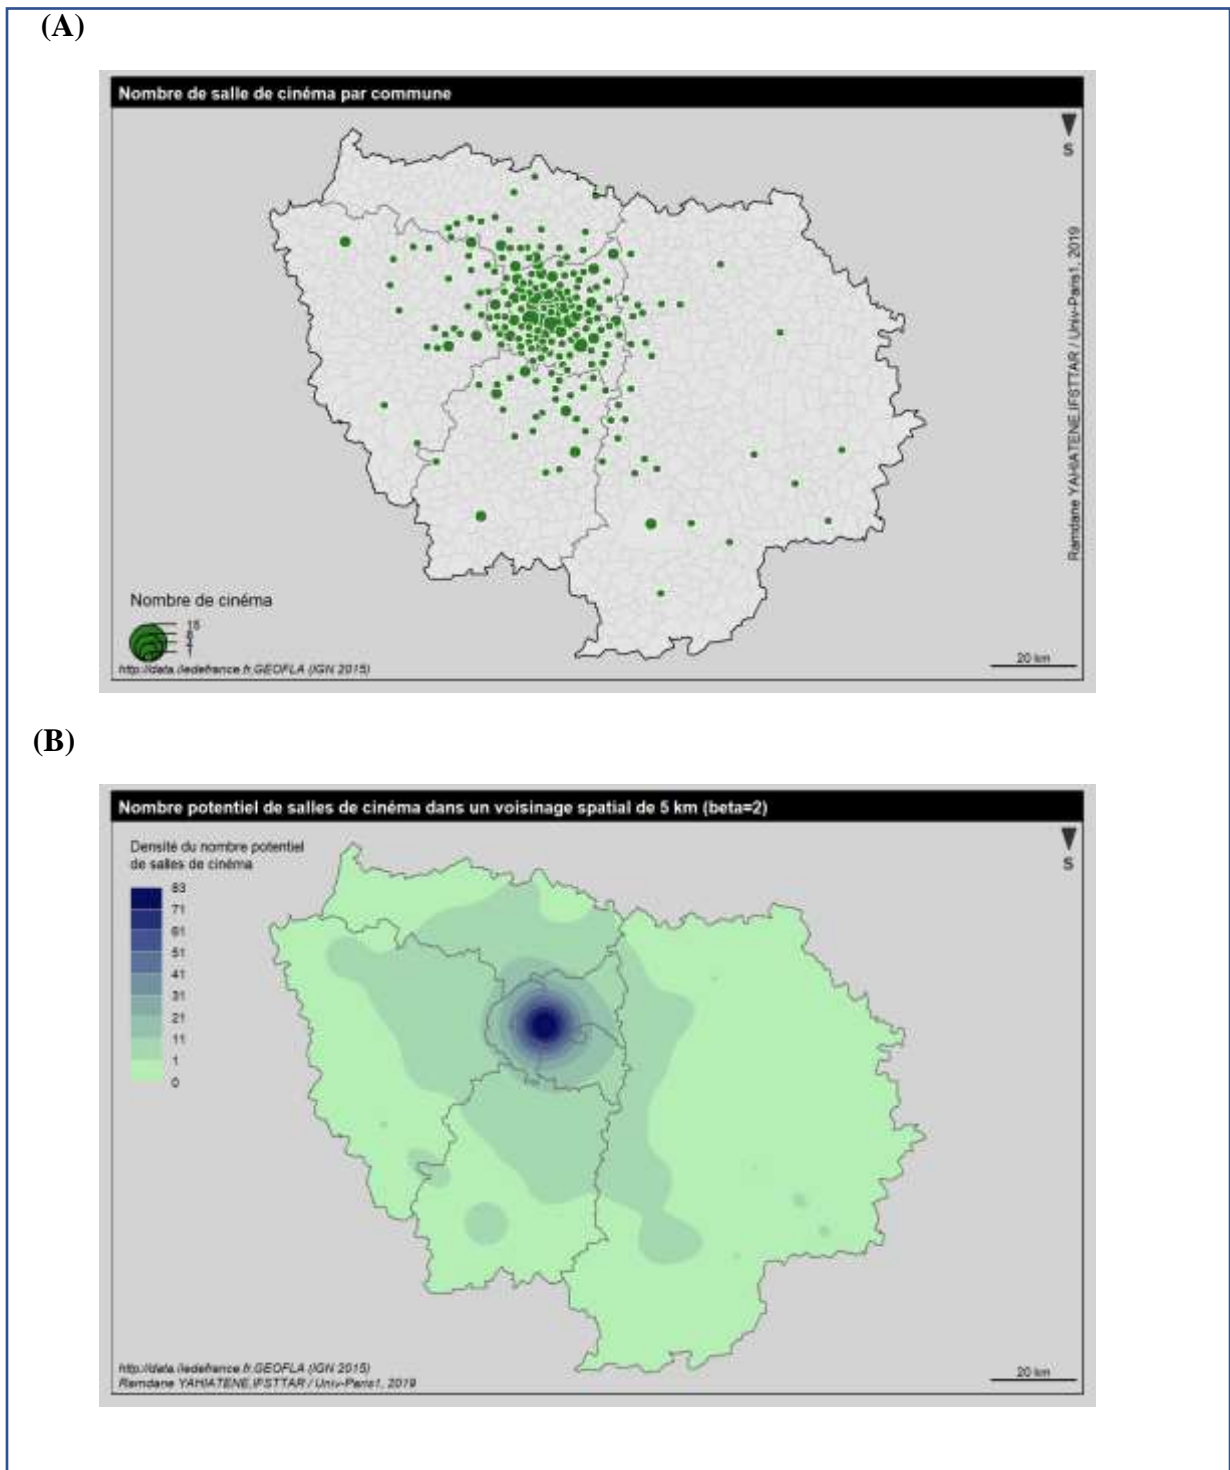 (A)
Nombre de salle de cinéma par commune
S
Ramdane YAHIATENE,IFSTTAR / Univ-Paris1, 2019
Nombre de cinéma
1
http://data.iledefrance.fr,GEOFLA (IGN 2015)
20 km
(B)
Nombre potentiel de salles de cinéma dans un voisinage spatial de 5 km (beta=2)
Densité du nombre potentiel
de salles de cinéma
S
83
71
61
51
41
31
21
11
1
0
http://data.iledefrance.fr,GEOFLA (IGN 2015)
Ramdane YAHIATENE,IFSTTAR / Univ-Paris1, 2019
20 km